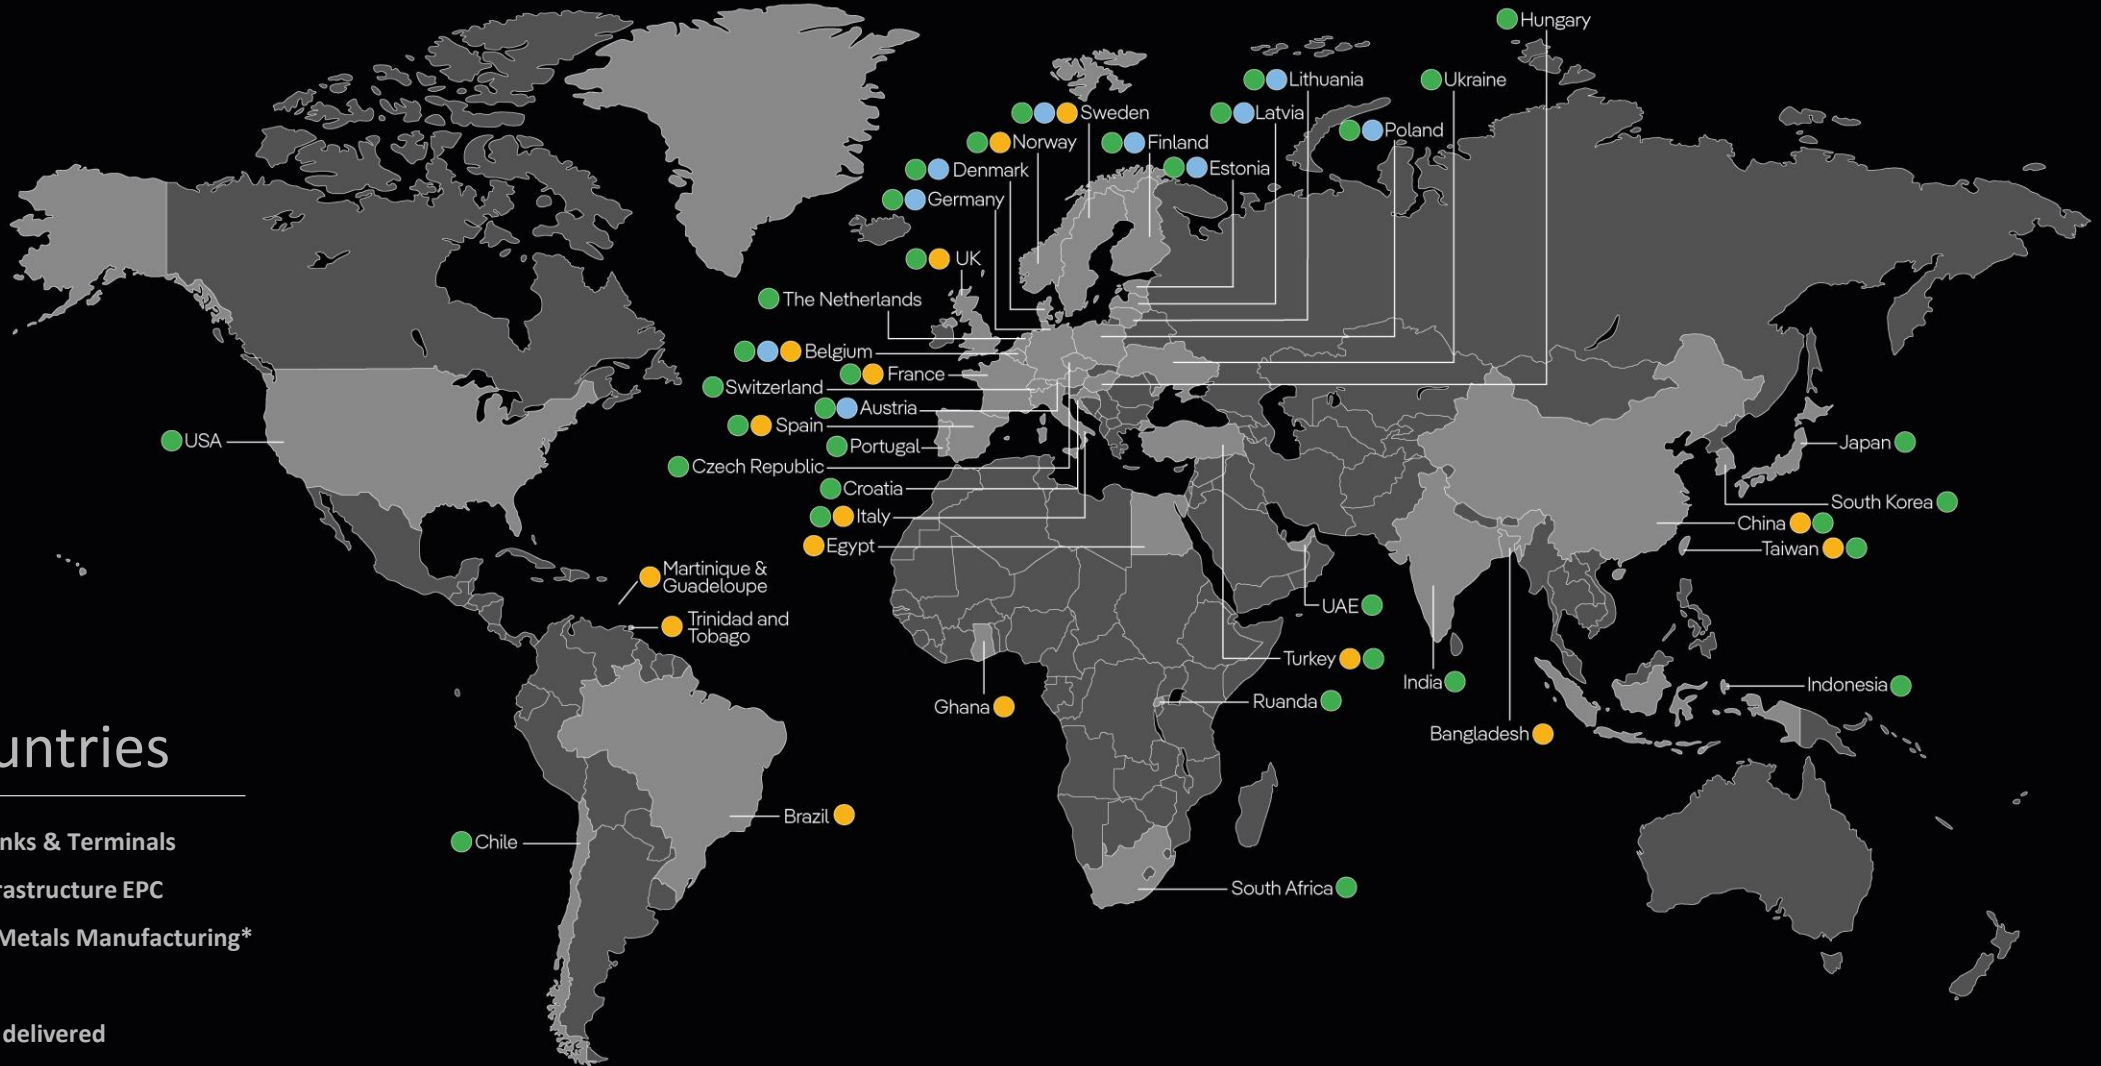 Hungary
Lithuania
Ukraine
Sweden
Latvia
Poland
Norway
Finland
Denmark
Estonia
Germany
UK
The Netherlands
Belgium
France
Switzerland
Austria
Spain
Portugal
USA
Czech Republic
Croatia
Italy
Egypt
Japan
South Korea
China
Taiwan
Martinique &
Guadeloupe
Trinidad and
Tobago
UAE
Turkey
India
Indonesia
Ruanda
Ghana
Bangladesh
Brazil
Chile
South Africa
untries
nks & Terminals
rastructure EPC
Metals Manufacturing*
delivered